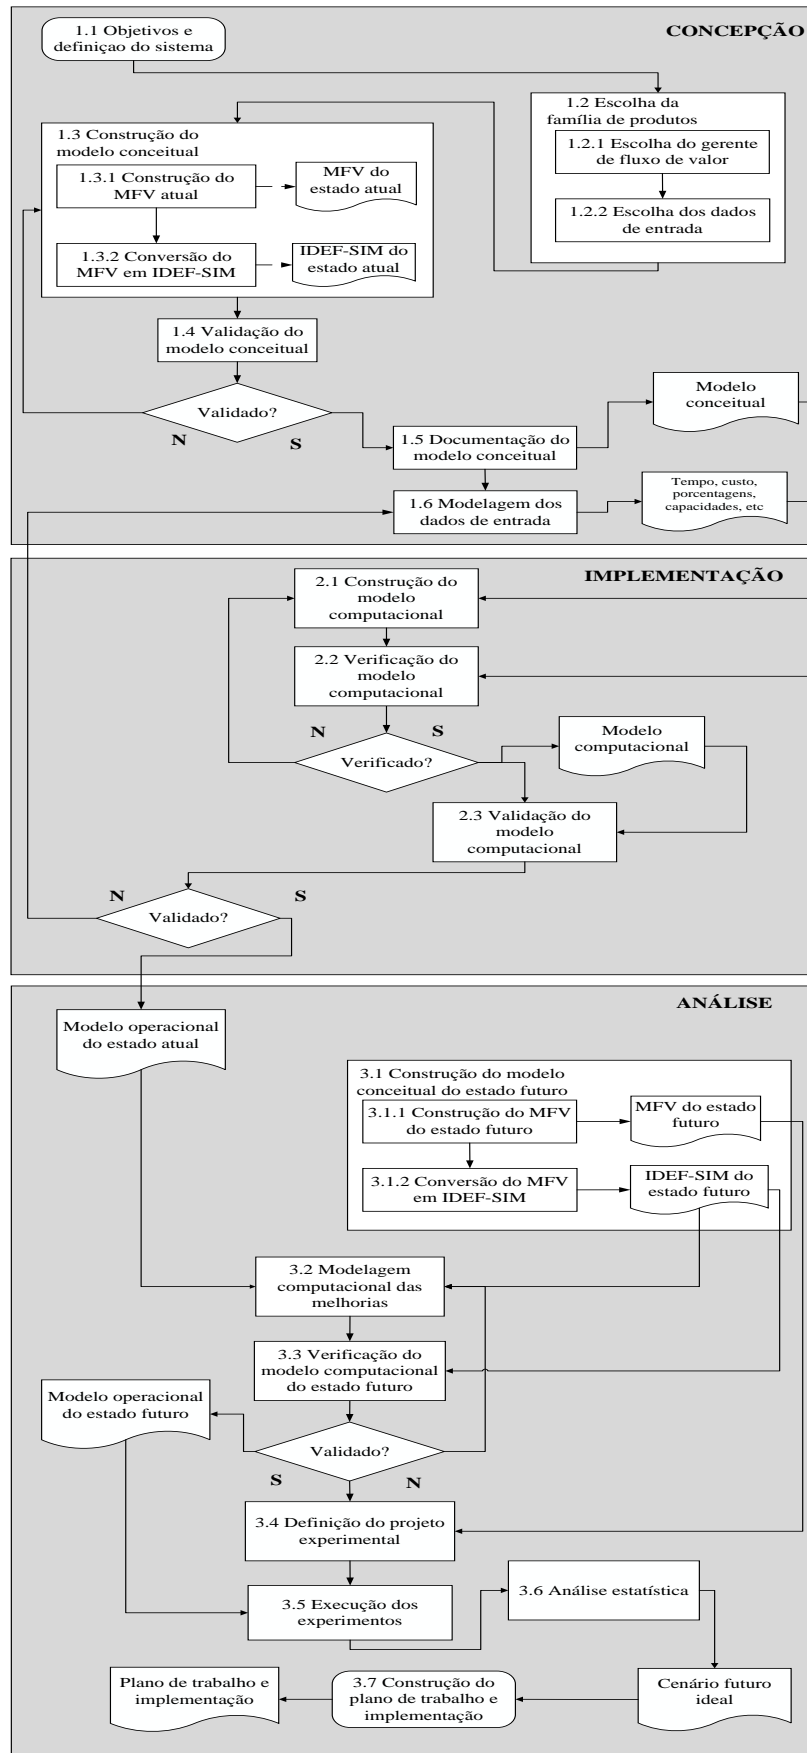 CONCEPÇÃO
1.1 Objetivos e
definiçao do sistema
1.2 Escolha da
família de produtos
1.2.1 Escolha do gerente
de fluxo de valor
1.2.2 Escolha dos dados
de entrada
1.3 Construção do
modelo conceitual
1.3.1 Construção do
MFV atual
MFV do
estado atual
1.3.2 Conversão do
MFV em IDEF-SIM
IDEF-SIM do
estado atual
1.4 Validação do
modelo conceitual
Validado?
N
S
1.5 Documentação do
modelo conceitual
Modelo
conceitual
1.6 Modelagem dos
dados de entrada
Tempo, custo,
porcentagens,
capacidades, etc
IMPLEMENTAÇÃO
2.1 Construção do
modelo
computacional
2.2 Verificação do
modelo
computacional
N
S
Verificado?
Modelo
computacional
2.3 Validação do
modelo
computacional
N
S
Validado?
ANÁLISE
Modelo operacional
do estado atual
3.1 Construção do modelo
conceitual do estado futuro
3.1.1 Construção do MFV
do estado futuro
MFV do estado
futuro
3.1.2 Conversão do MFV
em IDEF-SIM
IDEF-SIM do
estado futuro
3.2 Modelagem
computacional das
melhorias
3.3 Verificação do
modelo computacional
do estado futuro
Modelo operacional
do estado futuro
Validado?
S
N
3.4 Definição do projeto
experimental
3.5 Execução dos
experimentos
3.6 Análise estatística
Plano de trabalho e
implementação
3.7 Construção do
plano de trabalho e
implementação
Cenário futuro
ideal